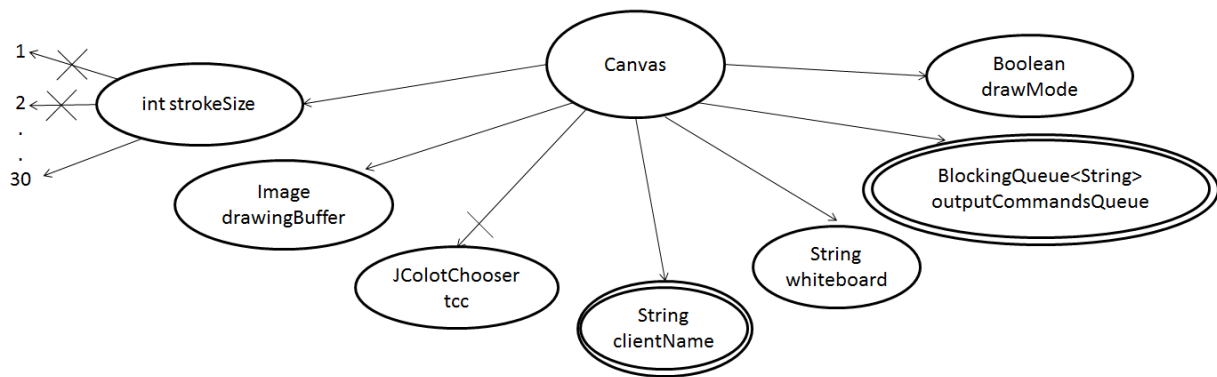 Canvas
Boolean
drawMode
1
int strokeSize
2
.
.
30
BlockingQueue<String>
outputCommandsQueue
Image
drawingBuffer
JColotChooser
tcc
String
whiteboard
String
clientName